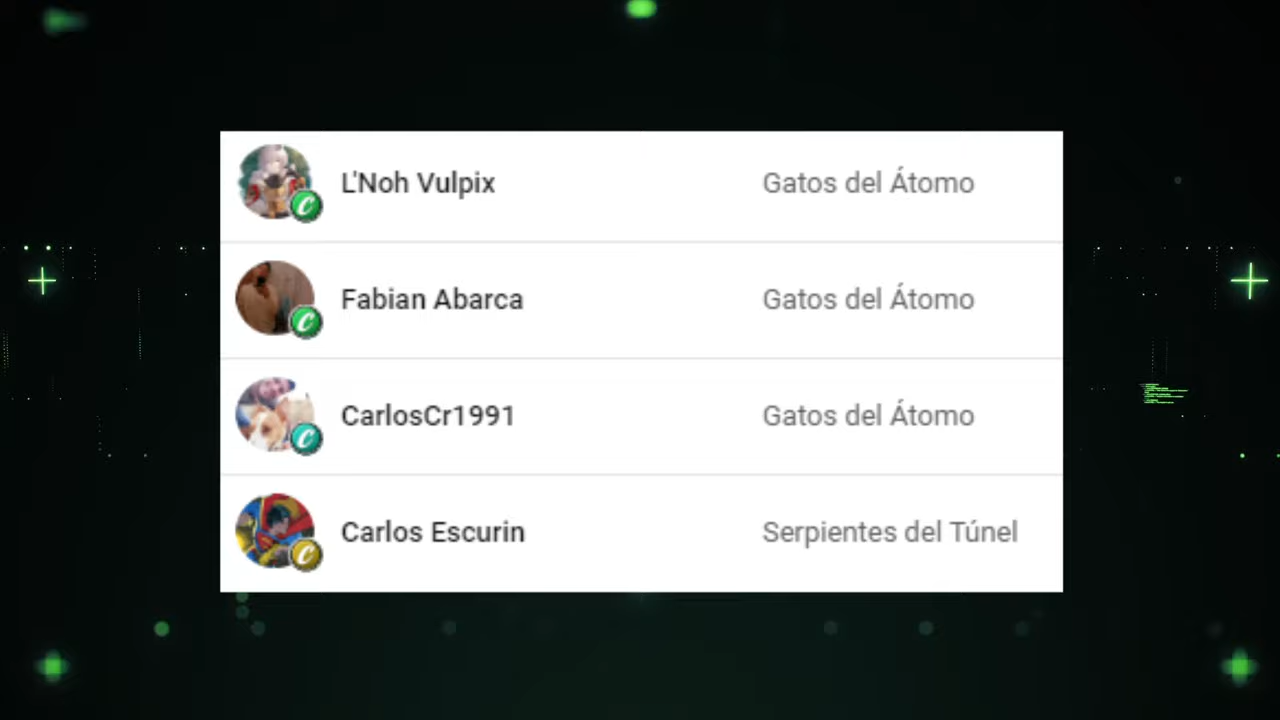 L'Noh Vulpix Gatos del Átomo
Fabian Abarca Gatos del Átomo
CarlosCr1991 Gatos del Átomo
Carlos Escurin Serpientes del Túnel